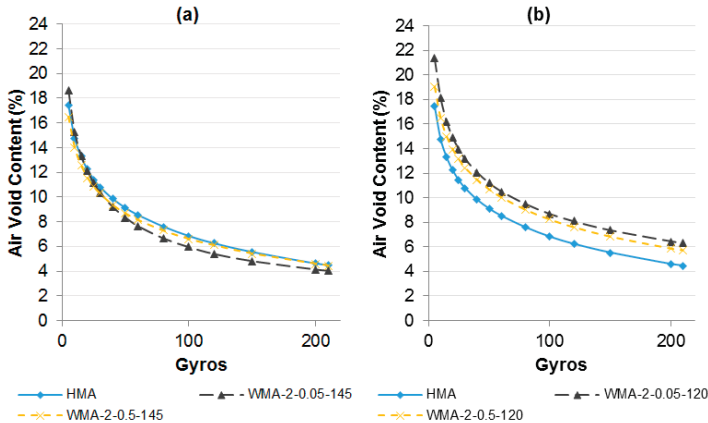 (a)
24
22
20
18
16
14
12
10
8
6
4
2
0
Air Void Content (%)
0 100 200
Gyros
HMA
WMA-2-0.05-145
WMA-2-0.5-145
(b)
24
22
20
18
16
14
12
10
8
6
4
2
0
Air Void Content (%)
0 100 200
Gyros
HMA
WMA-2-0.05-120
WMA-2-0.5-120